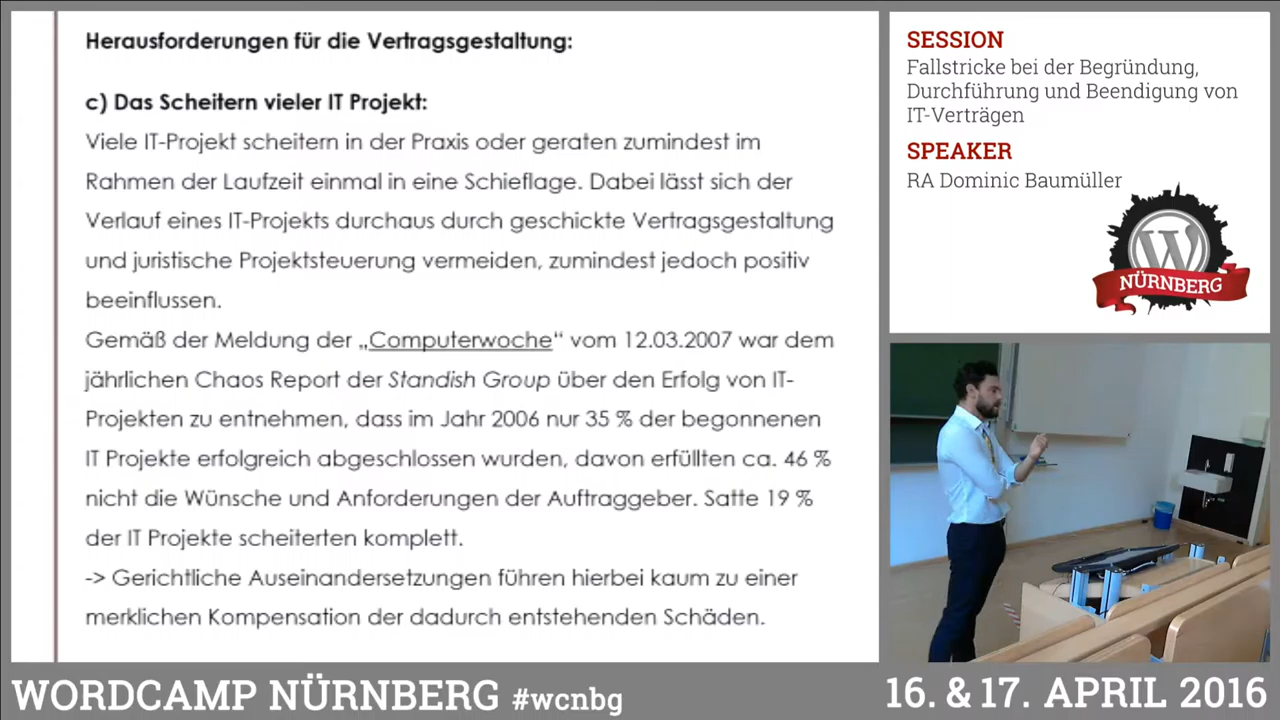 Herausforderungen für die Vertragsgestaltung:
c) Das Scheitern vieler IT Projekt:
Viele IT-Projekt scheitern in der Praxis oder geraten zumindest im
Rahmen der Laufzeit einmal in eine Schieflage. Dabei lässt sich der
Verlauf eines IT-Projekts durchaus durch geschickte Vertragsgestaltung
und juristische Projektsteuerung vermeiden, zumindest jedoch positiv
beeinflussen.
Gemäß der Meldung der „Computerwoche“ vom 12.03.2007 war dem
jährlichen Chaos Report der Standish Group über den Erfolg von IT-
Projekten zu entnehmen, dass im Jahr 2006 nur 35 % der begonnenen
IT Projekte erfolgreich abgeschlossen wurden, davon erfüllten ca. 46 %
nicht die Wünsche und Anforderungen der Auftraggeber. Satte 19 %
der IT Projekte scheiterten komplett.
-> Gerichtliche Auseinandersetzungen führen hierbei kaum zu einer
merklichen Kompensation der dadurch entstehenden Schäden.
SESSION
Fallstricke bei der Begründung,
Durchführung und Beendigung von
IT-Verträgen
SPEAKER
RA Dominic Baumüller
W
NÜRNBERG
WORDCAMP NÜRNBERG #wcnbg
16. & 17. APRIL 2016